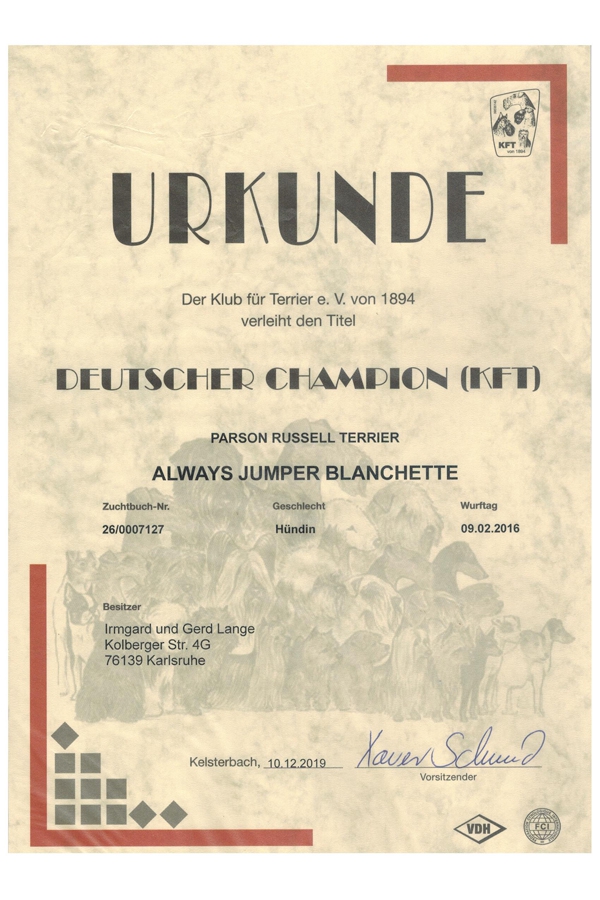 KFT
von 1894
URKUNDE
Der Klub für Terrier e. V. von 1894
verleiht den Titel
DEUTSCHER CHAMPION (KFT)
PARSON RUSSELL TERRIER
ALWAYS JUMPER BLANCHETTE
Zuchtbuch-Nr. Geschlecht Wurftag
26/0007127 Hündin 09.02.2016
Besitzer
Irmgard und Gerd Lange
Kolberger Str. 4G
76139 Karlsruhe
Kelsterbach, 10.12.2019 Xaver Schmid
Vorsitzender
VDH FCI